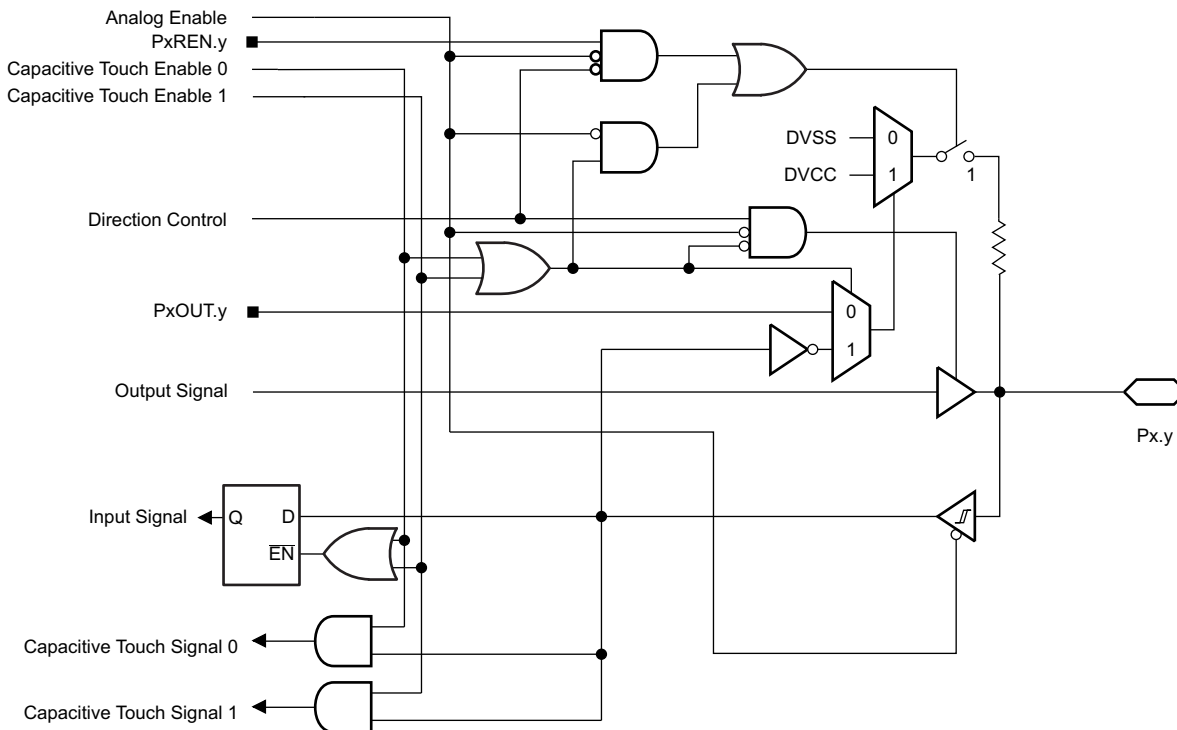 Analog Enable
PxREN.y
Capacitive Touch Enable 0
Capacitive Touch Enable 1
DVSS
0
DVCC
1
1
Direction Control
PxOUT.y
0
1
Output Signal
Px.y
Input Signal
Q
D
EN
Capacitive Touch Signal 0
Capacitive Touch Signal 1